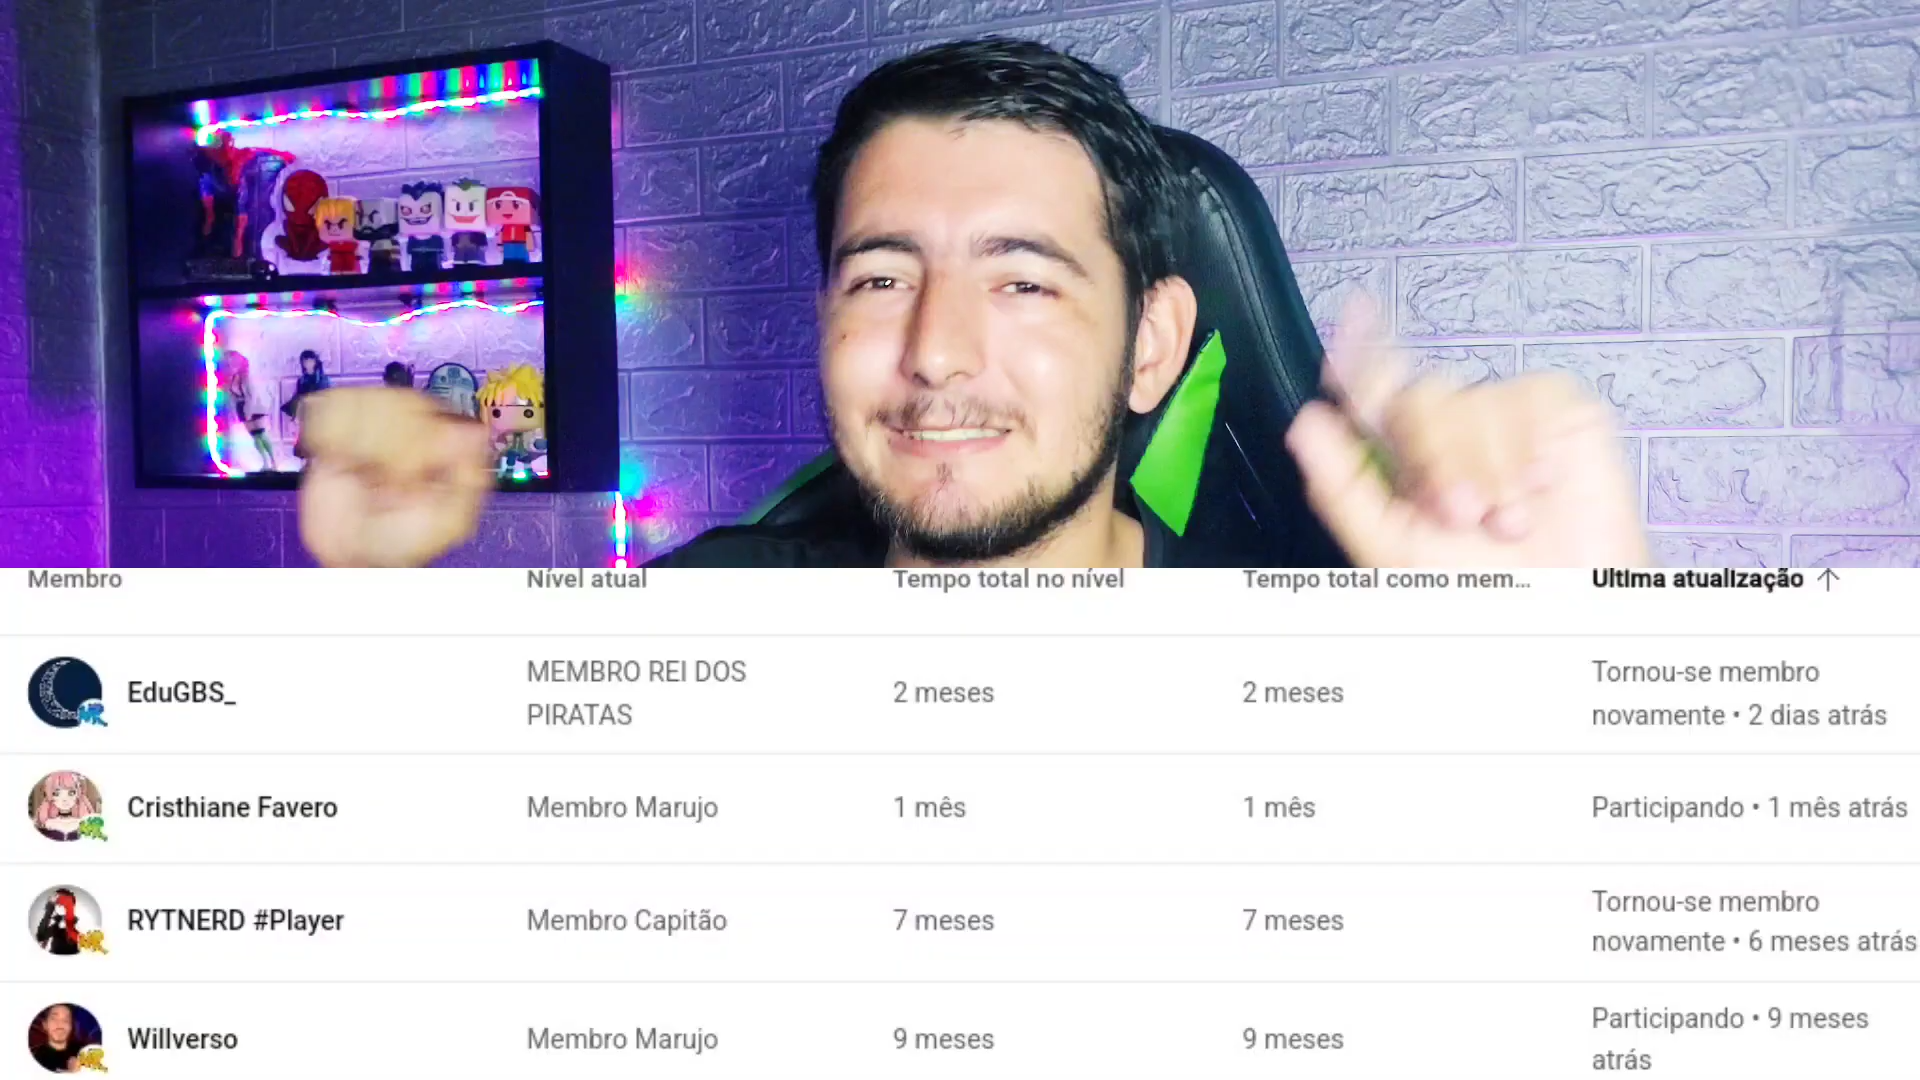 Membro Nível atual Tempo total no nível Tempo total como mem... Última atualização
EduGBS_ MEMBRO REI DOS PIRATAS 2 meses 2 meses Tornou-se membro novamente • 2 dias atrás
Cristhiane Favero Membro Marujo 1 mês 1 mês Participando • 1 mês atrás
RYTNERD #Player Membro Capitão 7 meses 7 meses Tornou-se membro novamente • 6 meses atrás
Willverso Membro Marujo 9 meses 9 meses Participando • 9 meses atrás